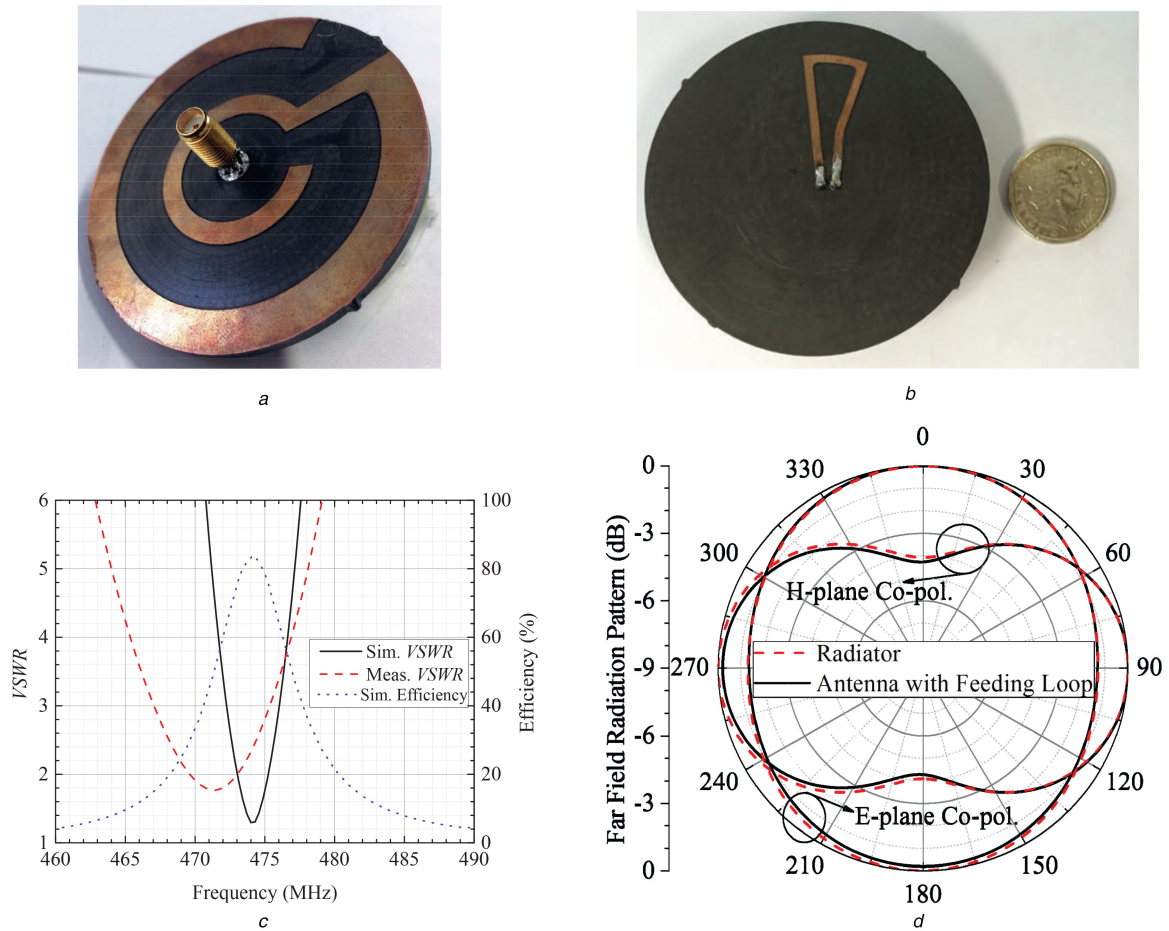 a
b
6
5
4
3
2
1
VSWR
460 465 470 475 480 485 490
Frequency (MHz)
100
80
60
40
20
0
Efficiency (%)
Sim. VSWR
Meas. VSWR
Sim. Efficiency
c
0
-3
-6
-9
-6
-3
0
Far Field Radiation Pattern (dB)
0
30
60
90
120
150
180
210
240
270
300
330
H-plane Co-pol.
Radiator
Antenna with Feeding Loop
E-plane Co-pol.
d